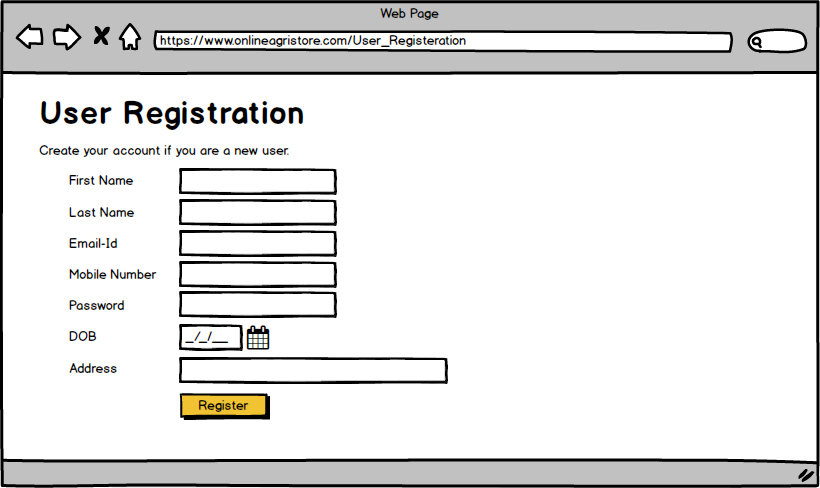 Web Page
https://www.onlineagristore.com/User_Registeration
User Registration
Create your account if you are a new user.
First Name
Last Name
Email-Id
Mobile Number
Password
DOB _/_/__
Address
Register